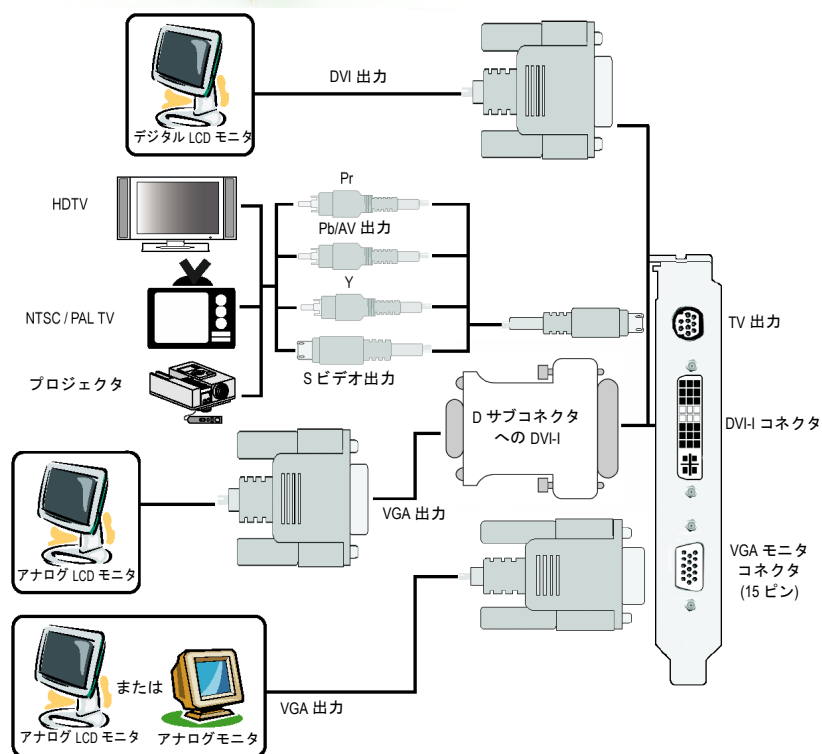 DVI 出力
デジタル LCD モニタ
HDTV
Pr
Pb/AV 出力
Y
NTSC / PAL TV
S ビデオ出力
プロジェクタ
TV 出力
D サブコネクタ
への DVI-I
DVI-I コネクタ
VGA 出力
アナログ LCD モニタ
VGA モニタ
コネクタ
(15 ピン)
または
VGA 出力
アナログ LCD モニタ
アナログモニタ